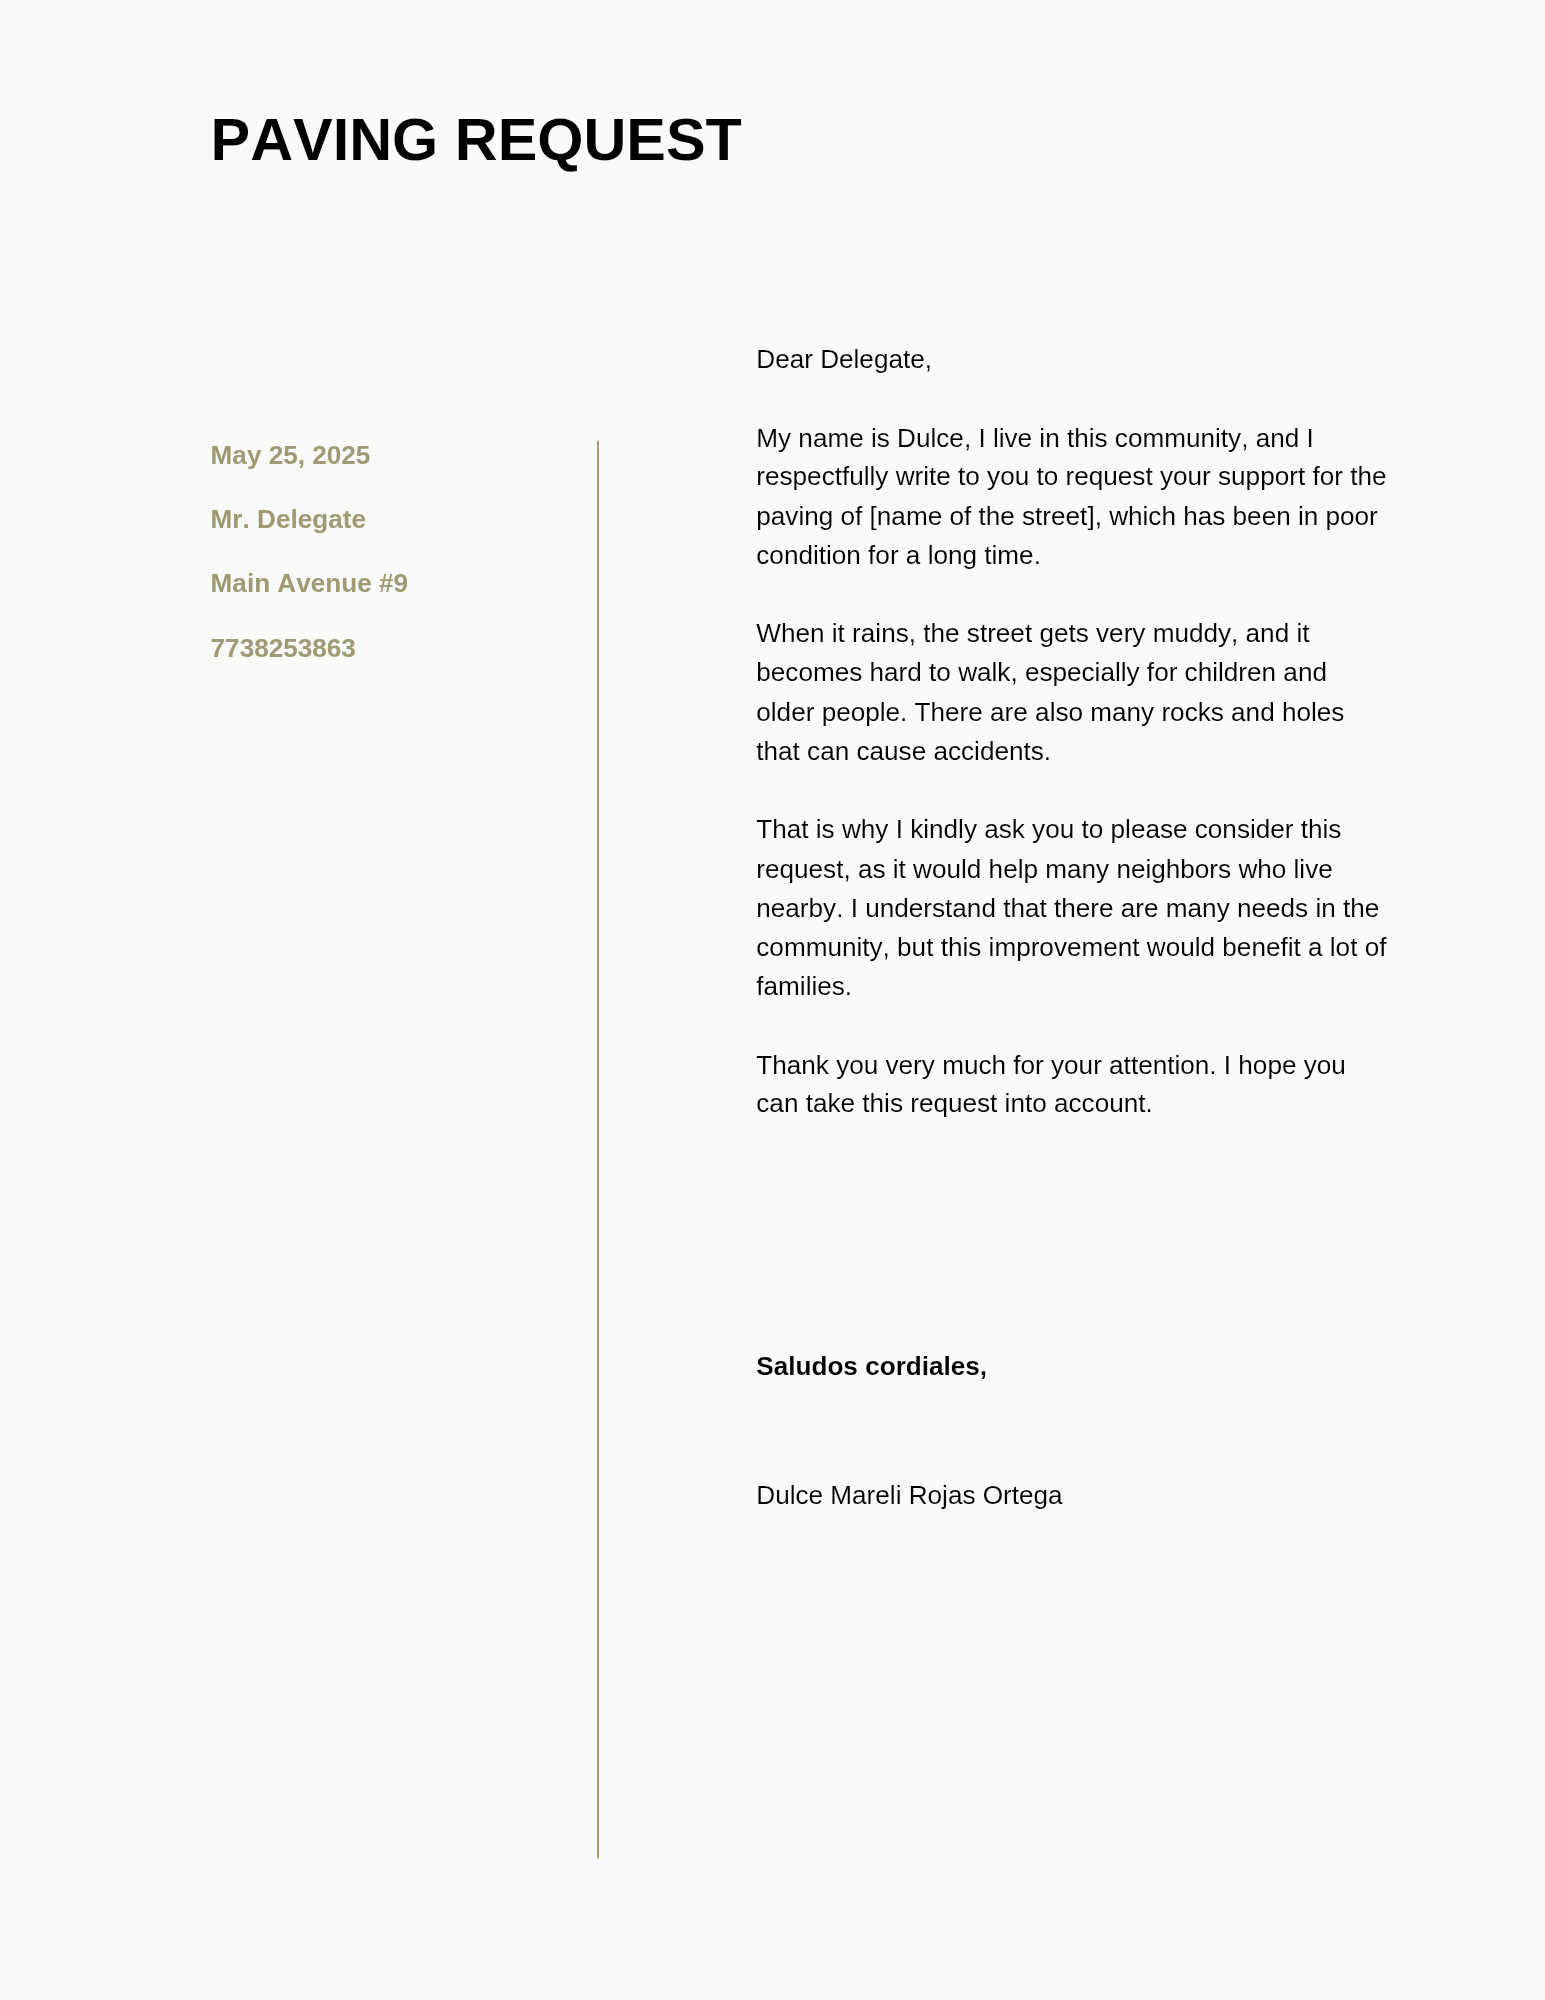 PAVING REQUEST
May 25, 2025
Mr. Delegate
Main Avenue #9
7738253863
Dear Delegate,
My name is Dulce, I live in this community, and I
respectfully write to you to request your support for the
paving of [name of the street], which has been in poor
condition for a long time.
When it rains, the street gets very muddy, and it
becomes hard to walk, especially for children and
older people. There are also many rocks and holes
that can cause accidents.
That is why I kindly ask you to please consider this
request, as it would help many neighbors who live
nearby. I understand that there are many needs in the
community, but this improvement would benefit a lot of
families.
Thank you very much for your attention. I hope you
can take this request into account.
Saludos cordiales,
Dulce Mareli Rojas Ortega